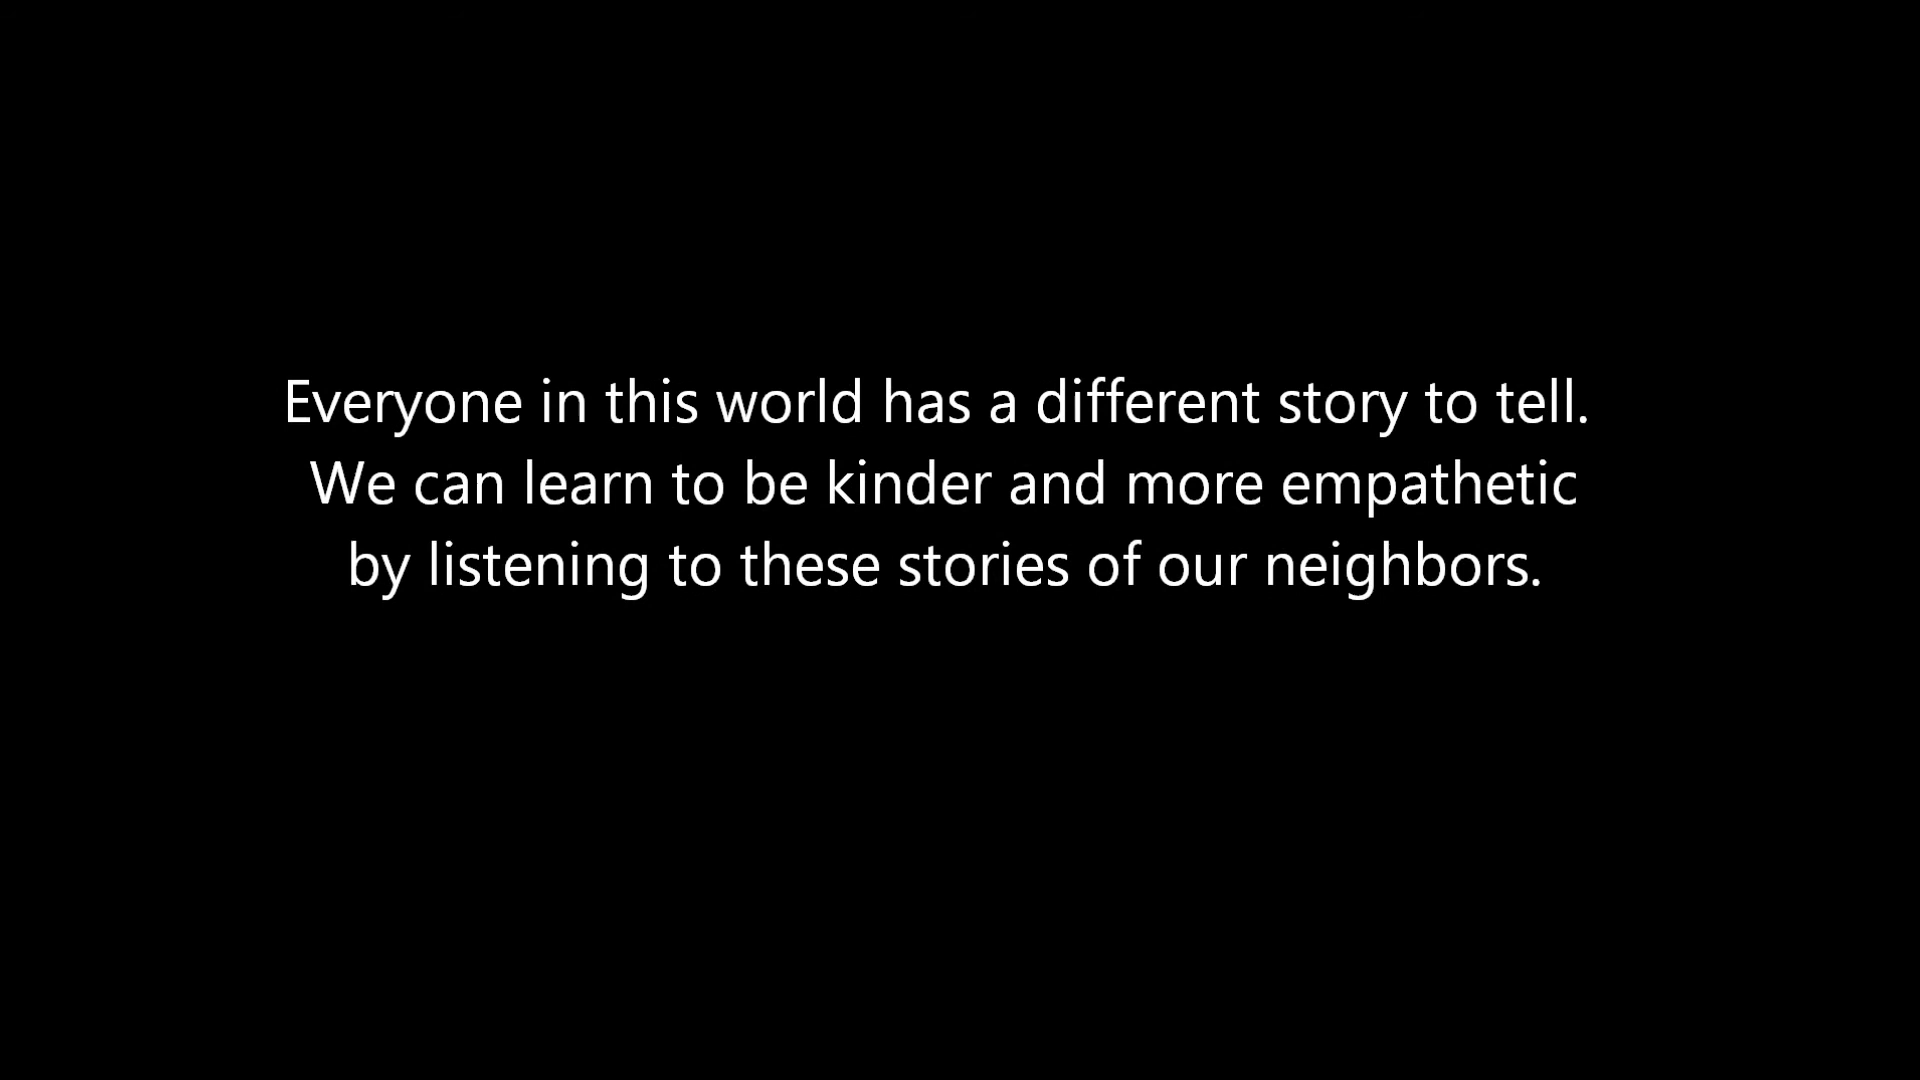 Everyone in this world has a different story to tell.
We can learn to be kinder and more empathetic
by listening to these stories of our neighbors.